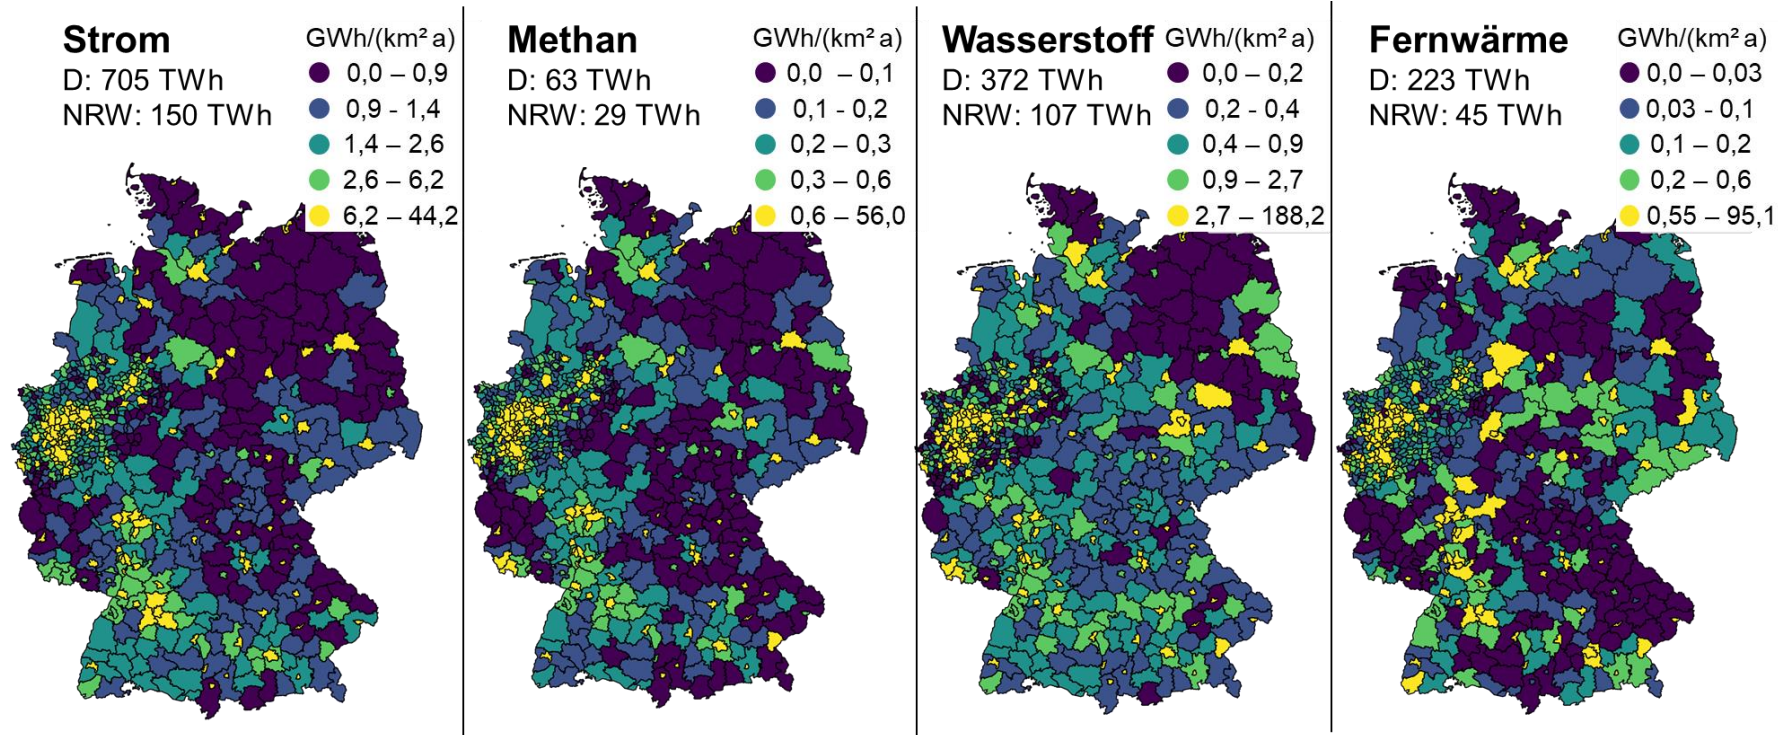 Strom
D: 705 TWh
NRW: 150 TWh
GWh/(km² a)
0,0 – 0,9
0,9 - 1,4
1,4 – 2,6
2,6 – 6,2
6,2 – 44,2
Methan
D: 63 TWh
NRW: 29 TWh
GWh/(km² a)
0,0 – 0,1
0,1 - 0,2
0,2 – 0,3
0,3 – 0,6
0,6 – 56,0
Wasserstoff
D: 372 TWh
NRW: 107 TWh
GWh/(km² a)
0,0 – 0,2
0,2 - 0,4
0,4 – 0,9
0,9 – 2,7
2,7 – 188,2
Fernwärme
D: 223 TWh
NRW: 45 TWh
GWh/(km² a)
0,0 – 0,03
0,03 - 0,1
0,1 – 0,2
0,2 – 0,6
0,55 – 95,1